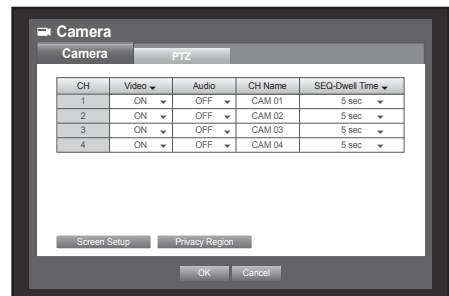 Camera
Camera PTZ
CH Video Audio CH Name SEQ-Dwell Time
1 ON OFF CAM 01 5 sec
2 ON OFF CAM 02 5 sec
3 ON OFF CAM 03 5 sec
4 ON OFF CAM 04 5 sec
Screen Setup Privacy Region
OK Cancel